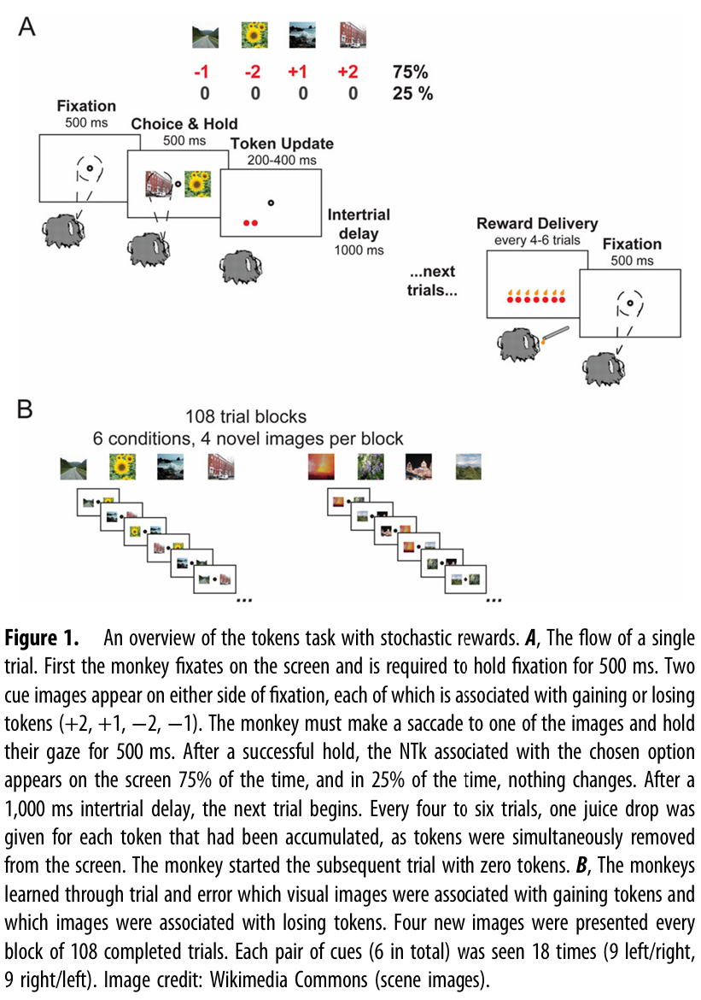 A
-1 -2 +1 +2 75%
0 0 0 0 25 %
Fixation
500 ms
Choice & Hold
500 ms
Token Update
200-400 ms
Intertrial
delay
1000 ms
...next
trials...
Reward Delivery
every 4-6 trials
Fixation
500 ms
B
108 trial blocks
6 conditions, 4 novel images per block
...
...
Figure 1. An overview of the tokens task with stochastic rewards. A, The flow of a single
trial. First the monkey fixates on the screen and is required to hold fixation for 500 ms. Two
cue images appear on either side of fixation, each of which is associated with gaining or losing
tokens (+2, +1, −2, −1). The monkey must make a saccade to one of the images and hold
their gaze for 500 ms. After a successful hold, the NTk associated with the chosen option
appears on the screen 75% of the time, and in 25% of the time, nothing changes. After a
1,000 ms intertrial delay, the next trial begins. Every four to six trials, one juice drop was
given for each token that had been accumulated, as tokens were simultaneously removed
from the screen. The monkey started the subsequent trial with zero tokens. B, The monkeys
learned through trial and error which visual images were associated with gaining tokens and
which images were associated with losing tokens. Four new images were presented every
block of 108 completed trials. Each pair of cues (6 in total) was seen 18 times (9 left/right,
9 right/left). Image credit: Wikimedia Commons (scene images).